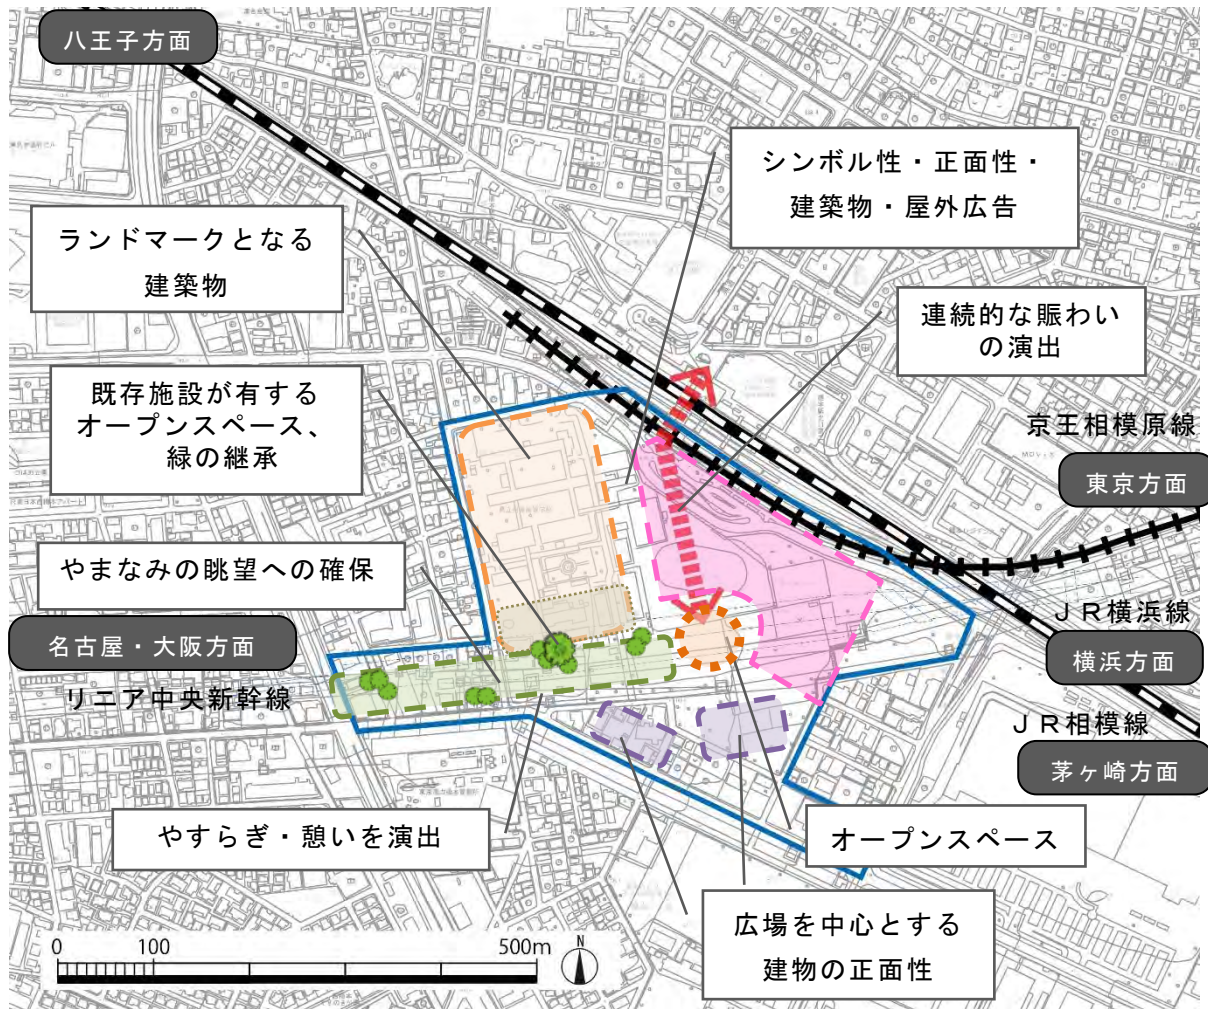 八王子方面
シンボル性・正面性・
建築物・屋外広告
ランドマークとなる
建築物
連続的な賑わい
の演出
既存施設が有する
オープンスペース、
緑の継承
京王相模原線
東京方面
やまなみの眺望への確保
名古屋・大阪方面
リニア中央新幹線
ＪＲ横浜線
横浜方面
ＪＲ相模線
茅ヶ崎方面
やすらぎ・憩いを演出
オープンスペース
広場を中心とする
建物の正面性
0 100 500m
N